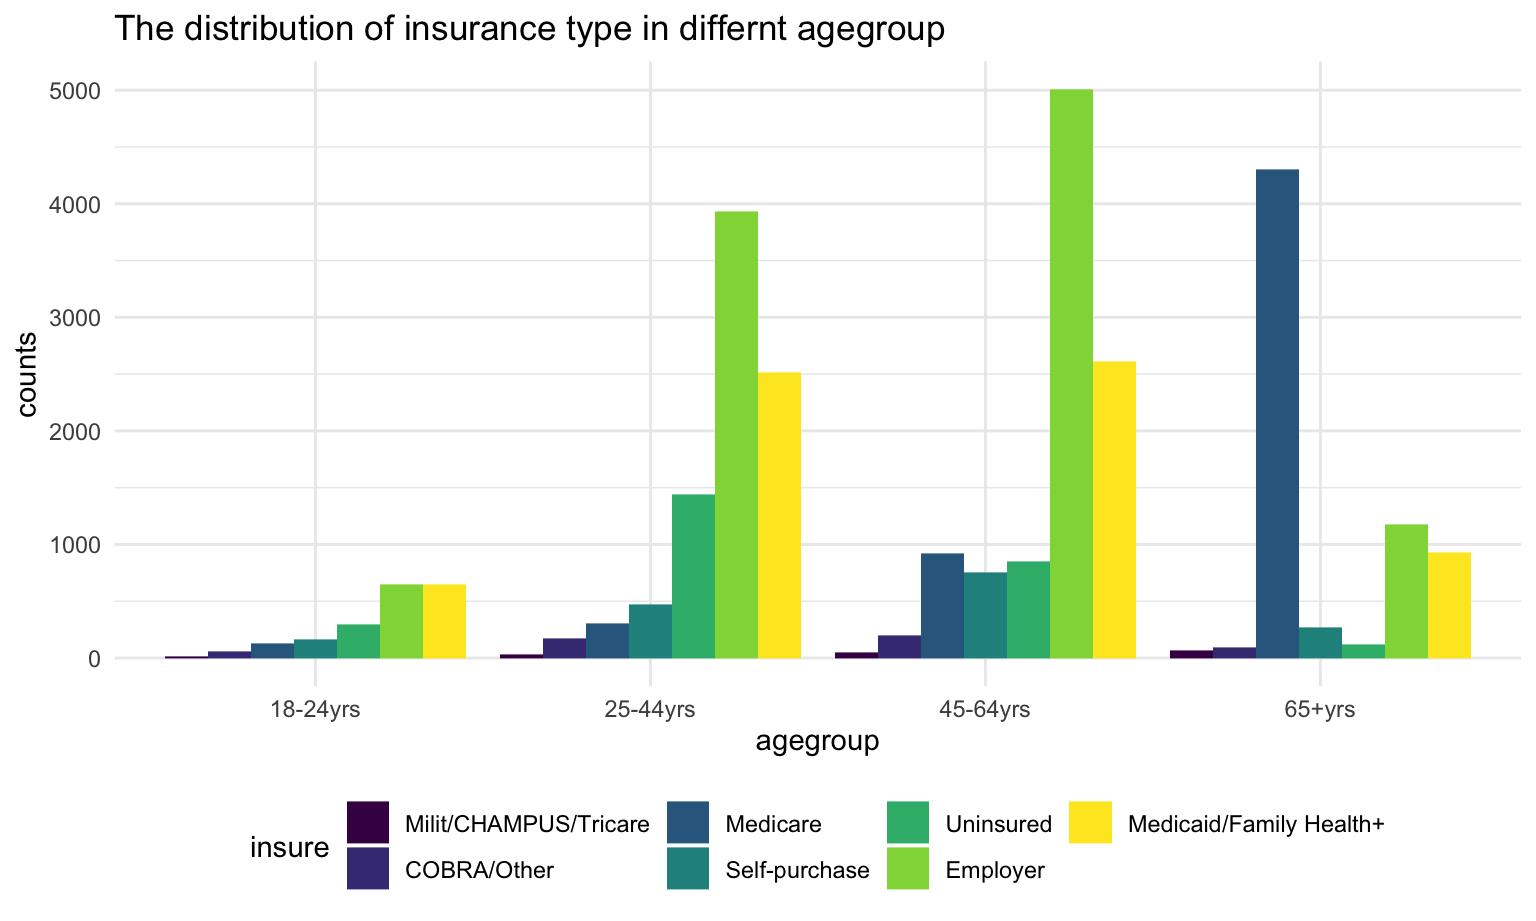 The distribution of insurance type in differnt agegroup
5000
4000
3000
2000
1000
0
counts
18-24yrs 25-44yrs 45-64yrs 65+yrs
agegroup
insure
Milit/CHAMPUS/Tricare Medicare Uninsured Medicaid/Family Health+
COBRA/Other Self-purchase Employer